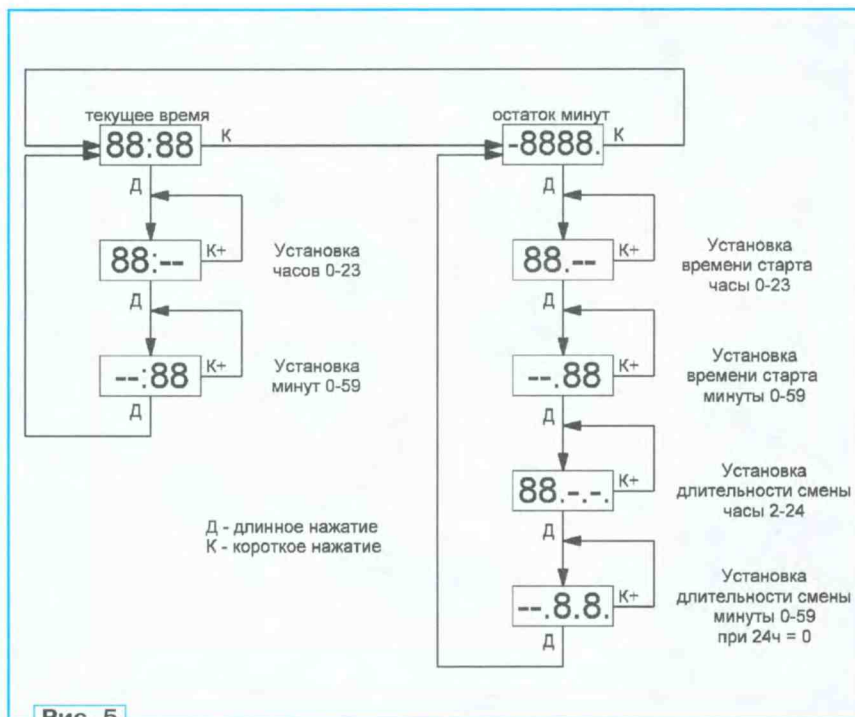 текущее время
88:88
К
Д
88:--
К+
Установка
часов 0-23
Д
--:88
К+
Установка
минут 0-59
Д
остаток минут
-8888.
К
Д
88.--
К+
Установка
времени старта
часы 0-23
Д
--.88
К+
Установка
времени старта
минуты 0-59
Д
88.-.-.
К+
Установка
длительности смены
часы 2-24
Д
--.8.8.
К+
Установка
длительности смены
минуты 0-59
при 24ч = 0
Д
Д - длинное нажатие
К - короткое нажатие
Рис. 5